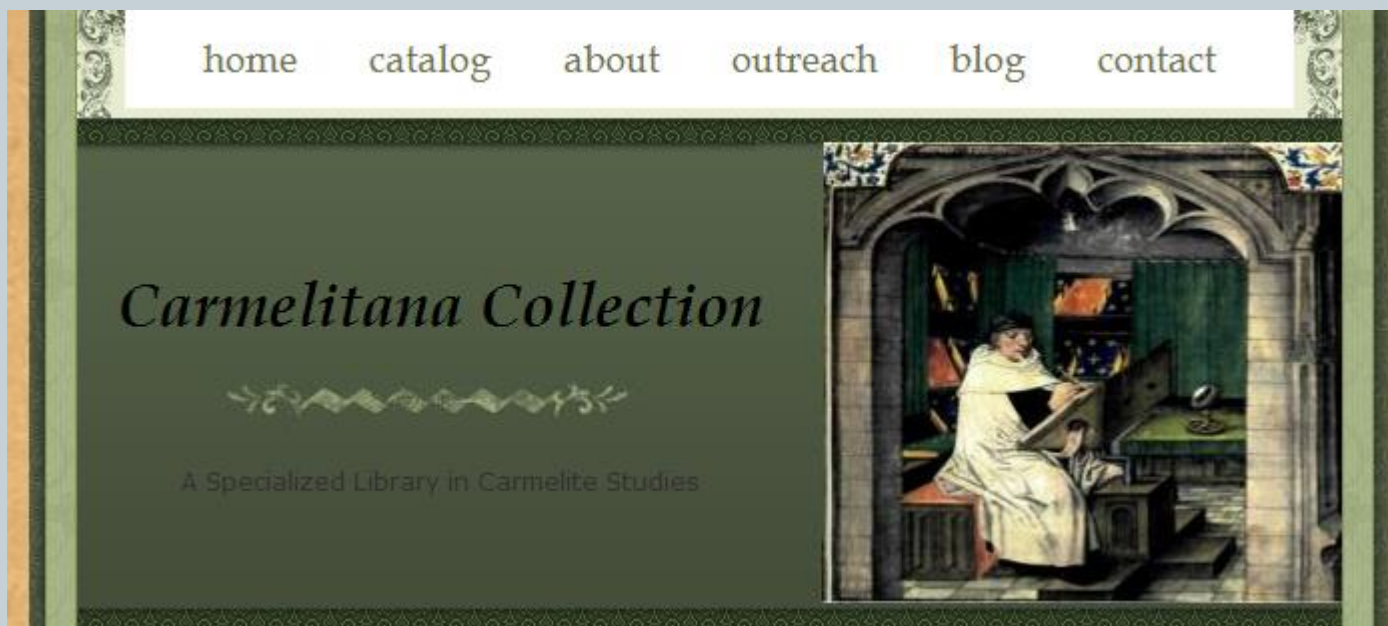 home catalog about outreach blog contact
Carmelitana Collection
A Specialized Library in Carmelite Studies